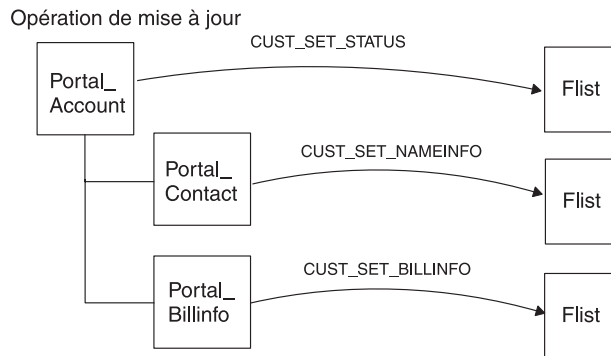 Opération de mise à jour
CUST_SET_STATUS
Portal_
Account
Flist
CUST_SET_NAMEINFO
Portal_
Contact
Flist
CUST_SET_BILLINFO
Portal_
Billinfo
Flist